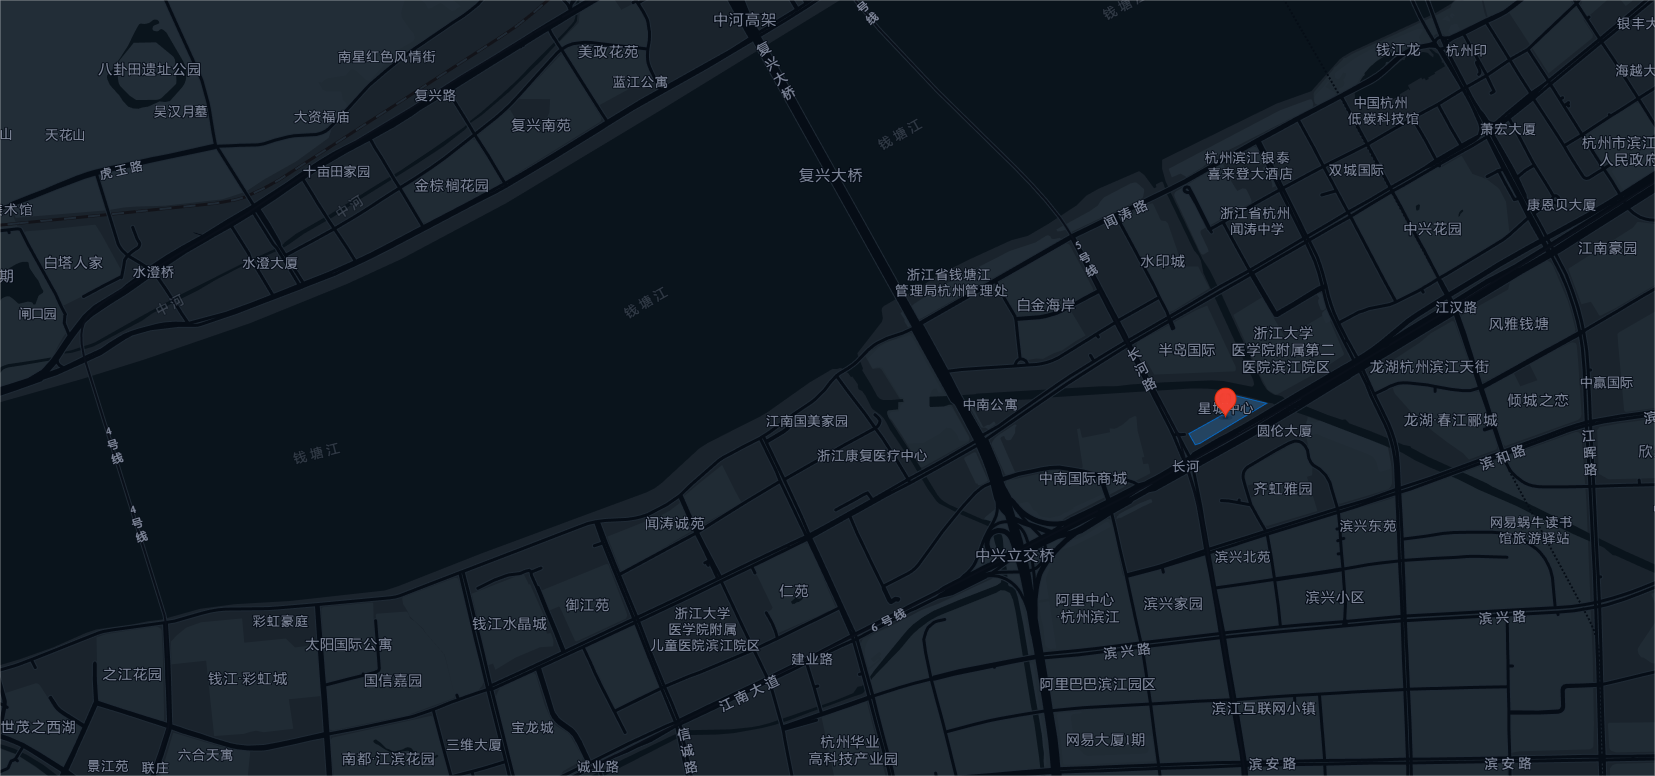 中河高架
号线
钱塘江
银丰大
八卦田遗址公园
南星红色风情街
美政花苑
复兴大桥
钱江龙
杭州印
海越大
蓝江公寓
复兴路
吴汉月墓
大资福庙
复兴南苑
钱塘江
中国杭州
低碳科技馆
萧宏大厦
山
天花山
杭州市滨江
人民政府
虎玉路
十亩田家园
金棕榈花园
复兴大桥
杭州滨江银泰
喜来登大酒店
双城国际
术馆
中河
闻涛路
浙江省杭州
闻涛中学
中兴花园
康恩贝大厦
江南豪园
白塔人家
水澄桥
水澄大厦
5号线
水印城
期
浙江省钱塘江
管理局杭州管理处
白金海岸
钱塘江
中河
闸口园
江汉路
风雅钱塘
长河路
半岛国际
浙江大学
医学院附属第二
医院滨江院区
龙湖杭州滨江天街
中赢国际
中南公寓
星城中心
倾城之恋
江南国美家园
圆伦大厦
龙湖·春江郦城
滨
4号线
钱塘江
浙江康复医疗中心
长河
滨和路
江晖路
欣
中南国际商城
齐虹雅园
4号线
闻涛诚苑
滨兴东苑
网易蜗牛读书
馆旅游驿站
中兴立交桥
滨兴北苑
仁苑
御江苑
阿里中心
·杭州滨江
滨兴家园
滨兴小区
彩虹豪庭
钱江水晶城
浙江大学
医学院附属
儿童医院滨江院区
6号线
滨兴路
太阳国际公寓
建业路
滨兴路
之江花园
钱江·彩虹城
国信嘉园
江南大道
阿里巴巴滨江园区
滨江互联网小镇
世茂之西湖
宝龙城
信诚路
三维大厦
杭州华业
高科技产业园
网易大厦I期
六合天寓
南都·江滨花园
景江苑
联庄
诚业路
滨安路
滨安路